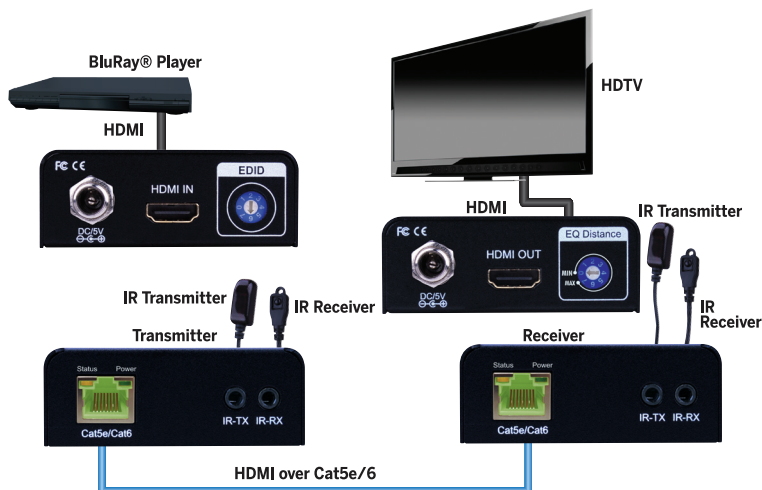 BluRay® Player
HDMI
FC CE
EDID
HDMI IN
DC/5V
HDTV
HDMI
IR Transmitter
FC CE
EQ Distance
HDMI OUT
MIN
MAX
DC/5V
IR Receiver
IR Transmitter
IR Receiver
Transmitter
Status Power
Cat5e/Cat6
IR-TX IR-RX
Receiver
Status Power
Cat5e/Cat6
IR-TX IR-RX
HDMI over Cat5e/6